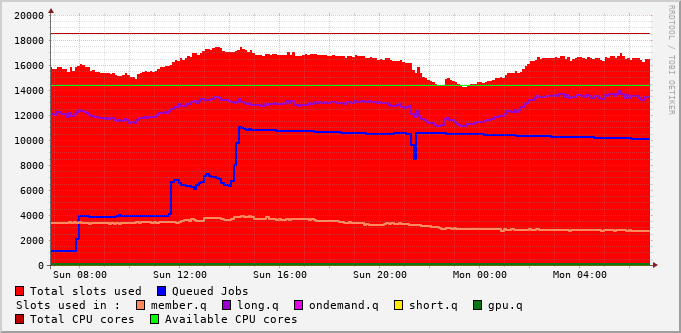 20000
18000
16000
14000
12000
10000
8000
6000
4000
2000
0
Sun 08:00 Sun 12:00 Sun 16:00 Sun 20:00 Mon 00:00 Mon 04:00
RRDTOOL / TOBI OETIKER
Total slots used Queued Jobs
Slots used in : member.q long.q ondemand.q short.q gpu.q
Total CPU cores Available CPU cores